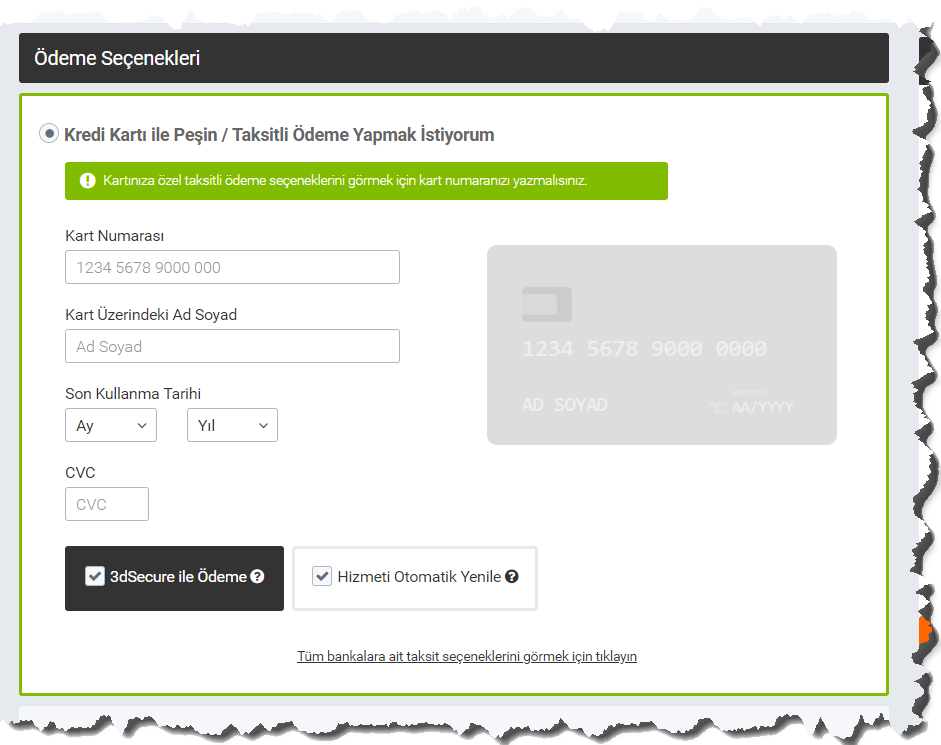 Ödeme Seçenekleri
Kredi Kartı ile Peşin / Taksitli Ödeme Yapmak İstiyorum
Kartınıza özel taksitli ödeme seçeneklerini görmek için kart numaranızı yazmalısınız.
Kart Numarası
1234 5678 9000 000
Kart Üzerindeki Ad Soyad
Ad Soyad
Son Kullanma Tarihi
Ay Yıl
CVC
CVC
1234 5678 9000 0000
AD SOYAD AA/YYYY
3dSecure ile Ödeme ?
Hizmeti Otomatik Yenile ?
Tüm bankalara ait taksit seçeneklerini görmek için tıklayın